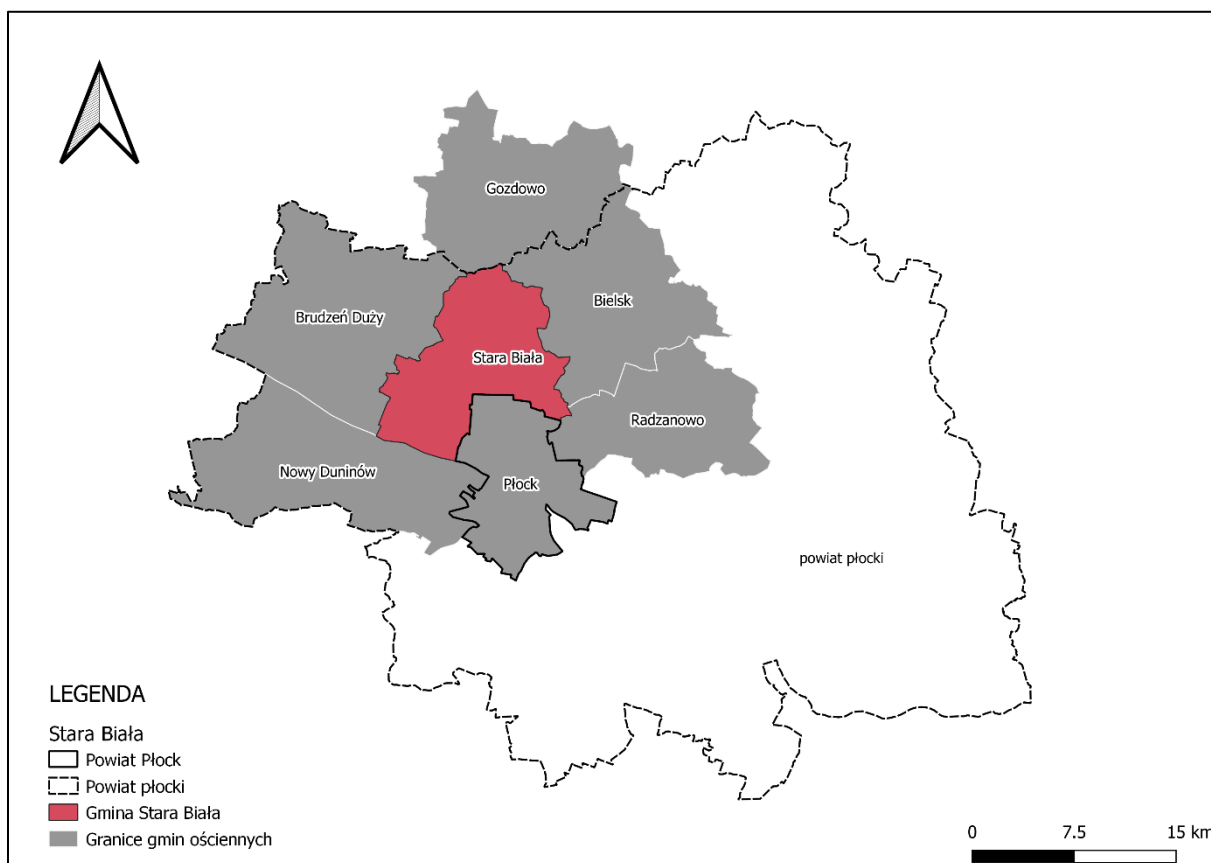 Gozdowo
Bielsk
Brudzeń Duży
Stara Biała
Radzanowo
Nowy Duninów
Płock
powiat płocki
LEGENDA
Stara Biała
Powiat Płock
Powiat płocki
Gmina Stara Biała
Granice gmin ościennych
0 7.5 15 km